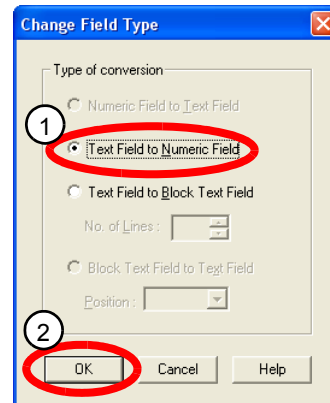 Change Field Type
Type of conversion
Numeric Field to Text Field
1
Text Field to Numeric Field
Text Field to Block Text Field
No. of Lines :
Block Text Field to Text Field
Position :
2
OK Cancel Help